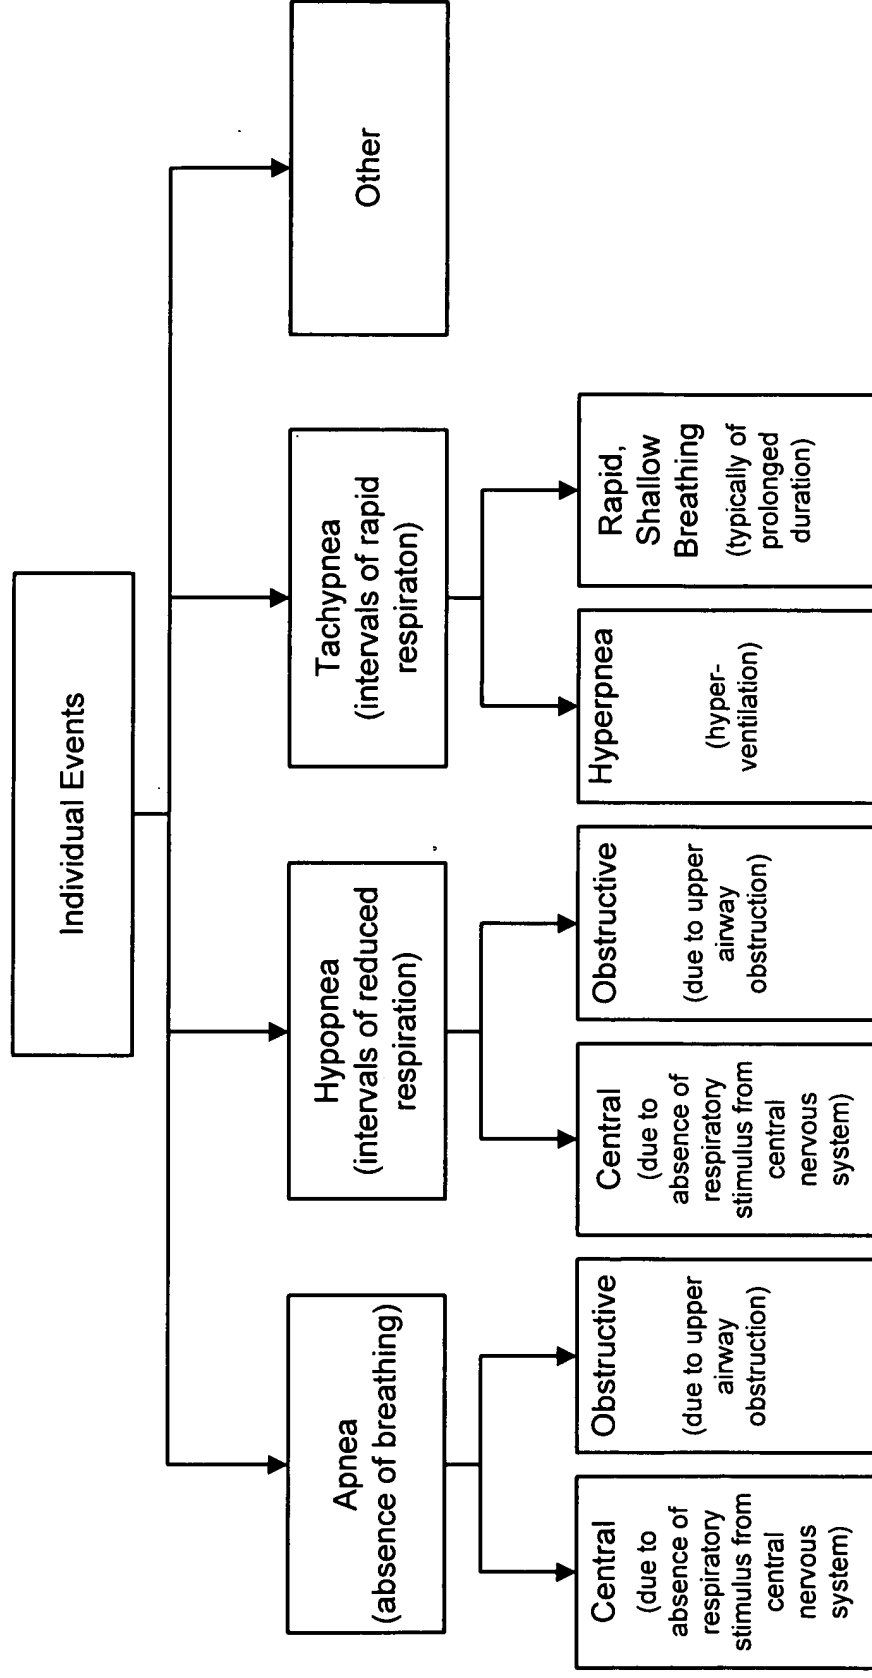 Individual Events
Apnea
(absence of breathing)
Hypopnea
(intervals of reduced
respiration)
Tachypnea
(intervals of rapid
respiraton)
Other
Central
(due to
absence of
respiratory
stimulus from
central
nervous
system)
Obstructive
(due to upper
airway
obstruction)
Central
(due to
absence of
respiratory
stimulus from
central
nervous
system)
Obstructive
(due to upper
airway
obstruction)
Hyperpnea
(hyper-
ventilation)
Rapid,
Shallow
Breathing
(typically of
prolonged
duration)